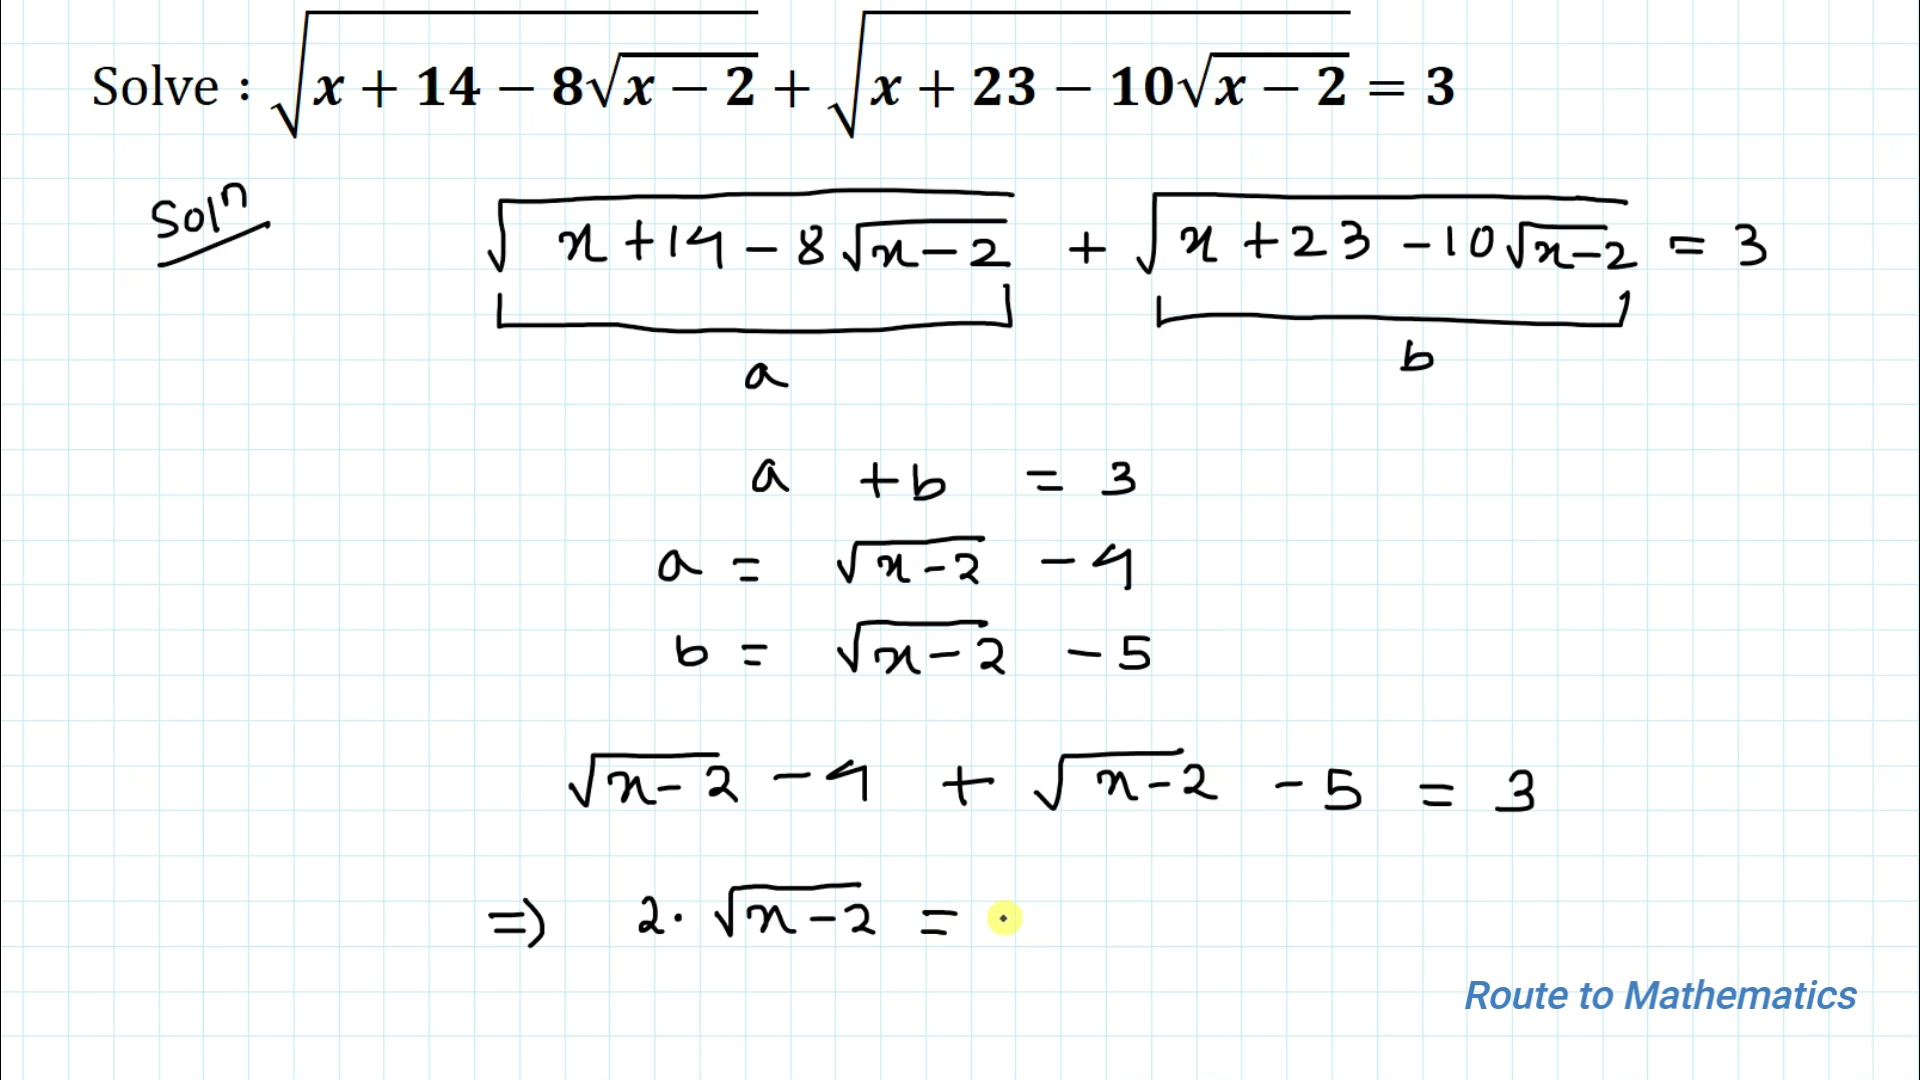 Solve : √(x + 14 − 8√(x − 2)) + √(x + 23 − 10√(x − 2)) = 3
Solⁿ
√(x + 14 − 8√(x − 2)) + √(x + 23 − 10√(x − 2)) = 3
a b
a + b = 3
a = √(x − 2) − 4
b = √(x − 2) − 5
√(x − 2) − 4 + √(x − 2) − 5 = 3
⇒ 2· √(x − 2) =
Route to Mathematics